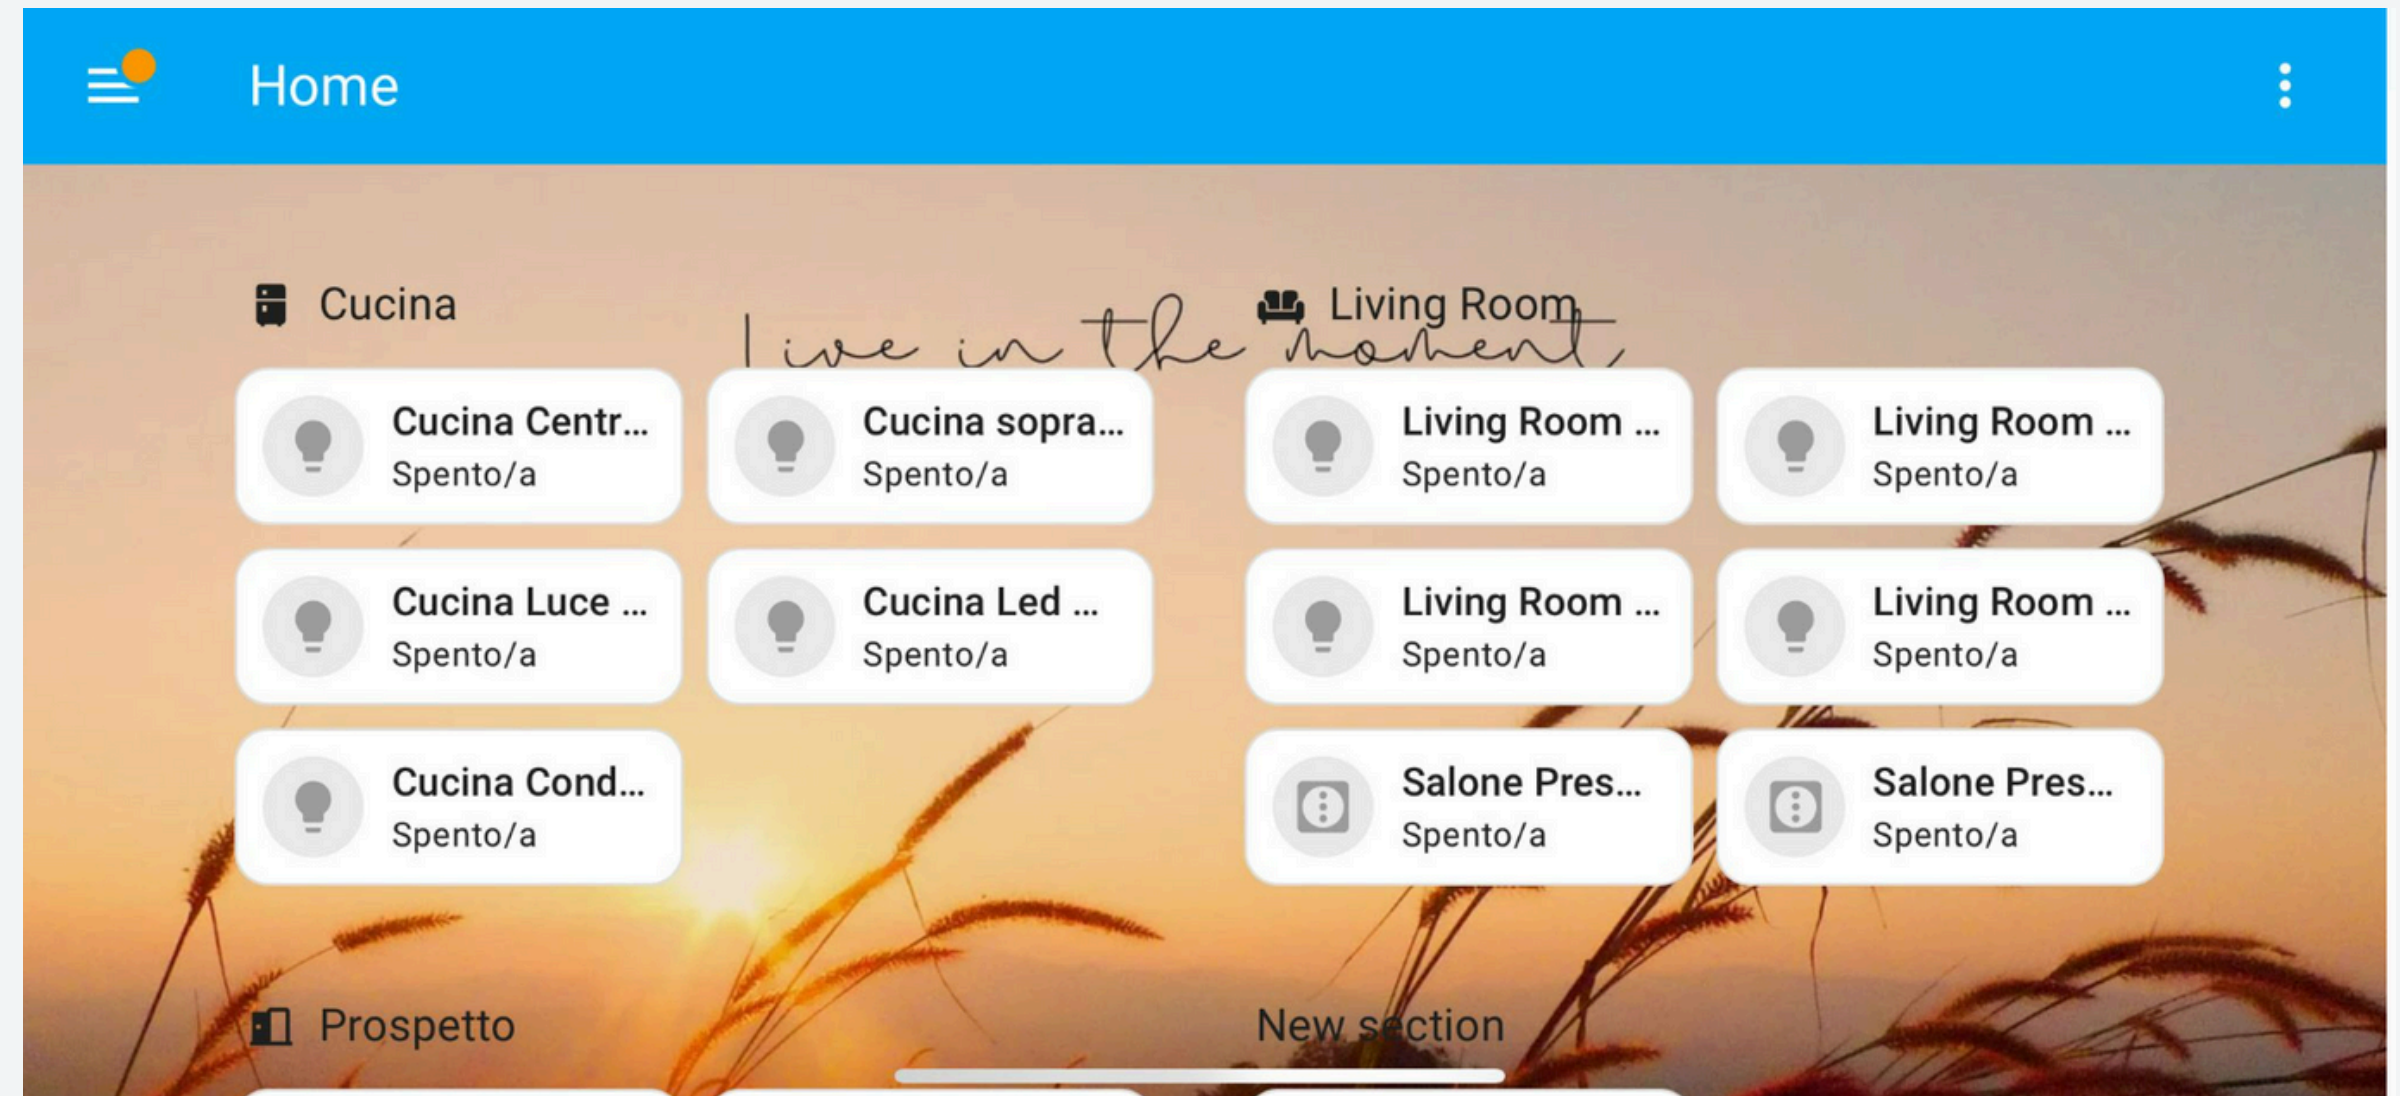 Home
Cucina
Living Room
Live in the moment,
Cucina Centr...
Spento/a
Cucina sopra...
Spento/a
Living Room ...
Spento/a
Living Room ...
Spento/a
Cucina Luce ...
Spento/a
Cucina Led ...
Spento/a
Living Room ...
Spento/a
Living Room ...
Spento/a
Cucina Cond...
Spento/a
Salone Pres...
Spento/a
Salone Pres...
Spento/a
Prospetto
New section